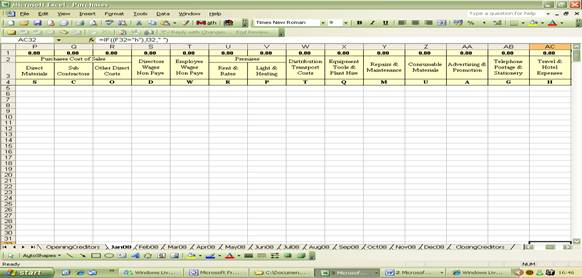 Microsoft Excel - Purchases
File Edit View Insert Format Tools Data Window Help
Type a question for help
Reply with Changes... End Review...
Times New Roman 9 B I U
AC32 =IF((F32="h"),I32," ")
P Q R S T U V W X Y Z AA AB AC
1 0.00 0.00 0.00 0.00 0.00 0.00 0.00 0.00 0.00 0.00 0.00 0.00 0.00
2 Purchases Cost of Sales Directors Employee Premises Distribution Equipment Repairs & Consumable Advertising & Telephone Travel &
3 Direct Materials Sub Contractors Other Direct Costs Wages Non Paye Wages Non Paye Rent & Rates Light & Heating Transport Costs Tools & Plant Hire Maintenance Materials Promotion Postage & Stationery Hotel Expenses
4 S C O D W R P T Q M U A G H
5
6
7
8
9
10
11
12
13
14
15
16
17
18
19
20
21
22
23
24
25
26
27
28
29
30
31
OpeningCreditors Jan08 Feb08 Mar08 Apr08 May08 Jun08 Jul08 Aug08 Sep08 Oct08 Nov08 Dec08 ClosingCreditors
AutoShapes
Ready NUM
start Windows Liv... Microsoft Fr... C:\Documen... Microsof... 2 Microsof... Windows Liv... 16:46